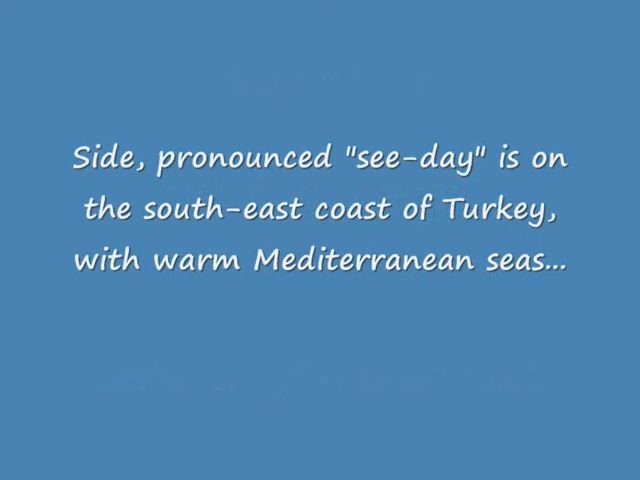 Side, pronounced "see-day" is on
the south-east coast of Turkey,
with warm Mediterranean seas...